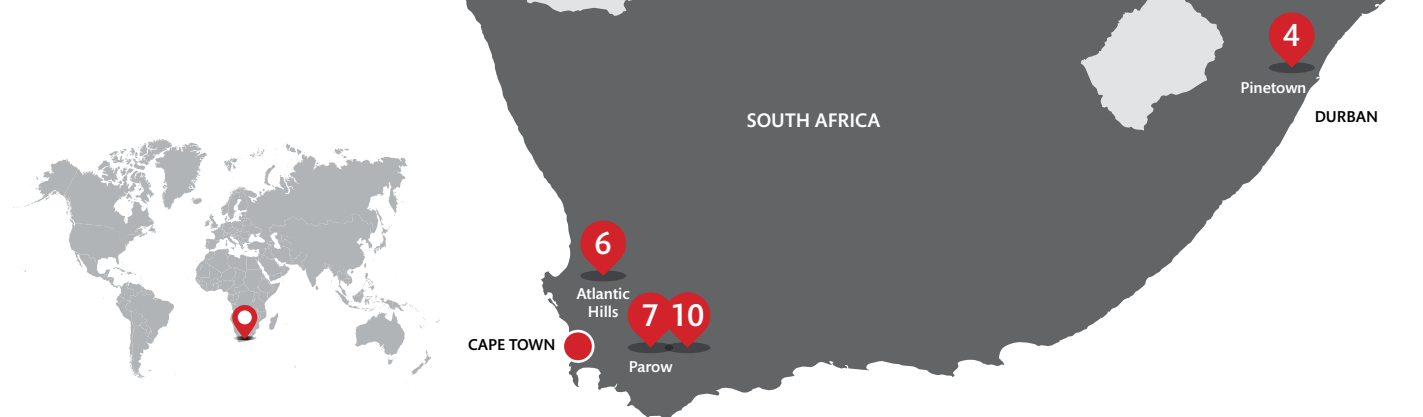 4
Pinetown
DURBAN
SOUTH AFRICA
6
Atlantic
Hills
7 10
CAPE TOWN
Parow